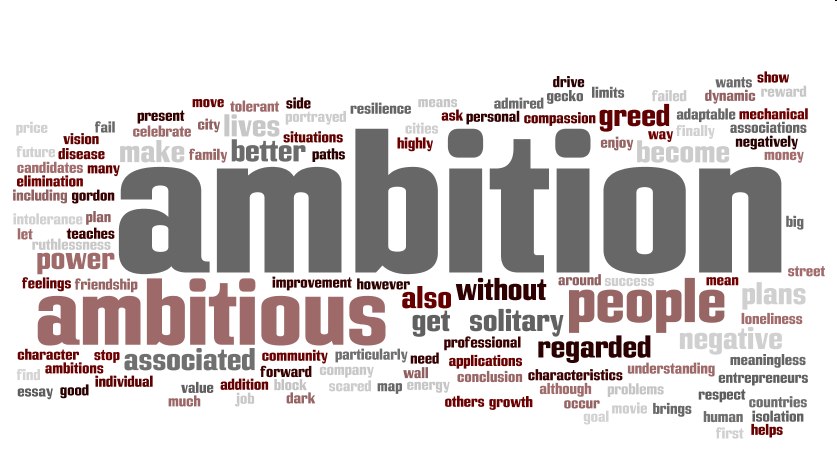 drive wants show
gecko limits failed dynamic reward
move tolerant side resilience means admired
present portrayed ask personal compassion greed adaptable mechanical
price fail celebrate city lives situations cities way finally associations
vision highly enjoy negatively
future disease make family better paths become money
candidates many
elimination
including gordon
ambition
intolerance plan big
let teaches
ruthlessness
power street
feelings friendship improvement however around success mean
ambitious also without people plans
get solitary loneliness
professional negative
character stop associated community particularly need regarded meaningless
find ambitions forward company wall applications understanding
individual conclusion characteristics entrepreneurs
essay good value addition block scared map energy although problems respect
much job dark others growth occur countries
goal movie brings human isolation
first helps